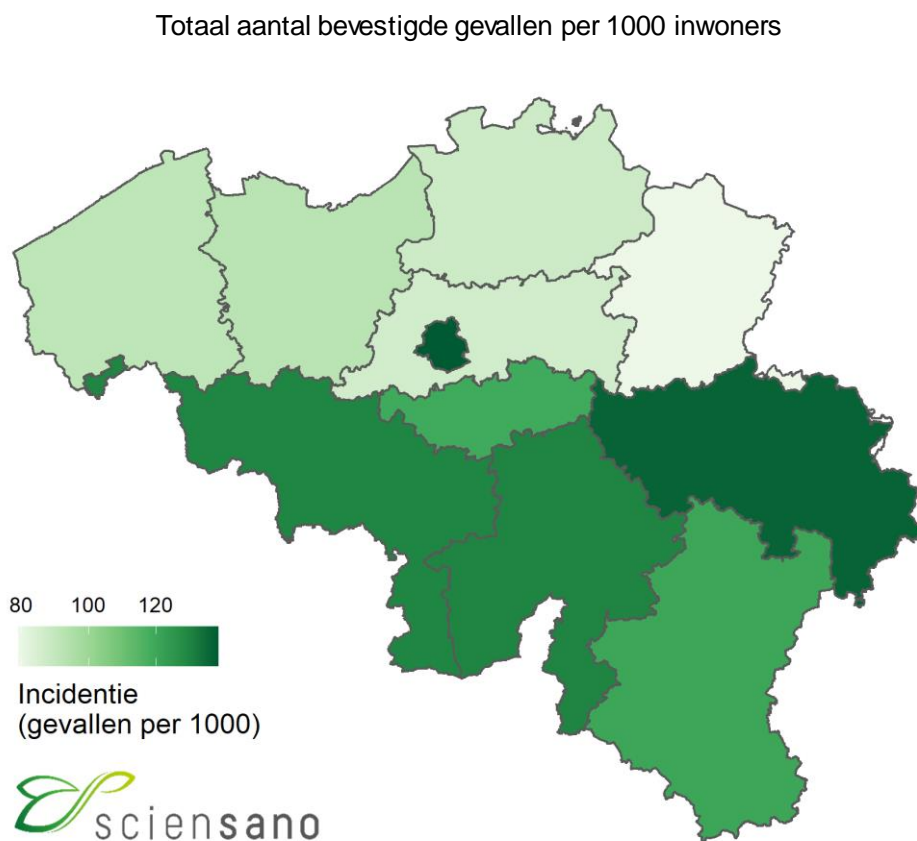 Totaal aantal bevestigde gevallen per 1000 inwoners
80 100 120
Incidentie
(gevallen per 1000)
sciensano